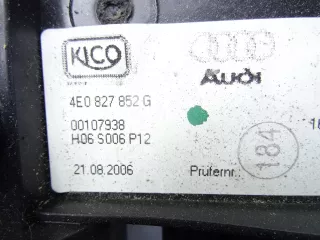 KICO
Audi
4E0 827 852 G
00107938
H06 S006 P12
21.08.2006 Prüfernr.
184